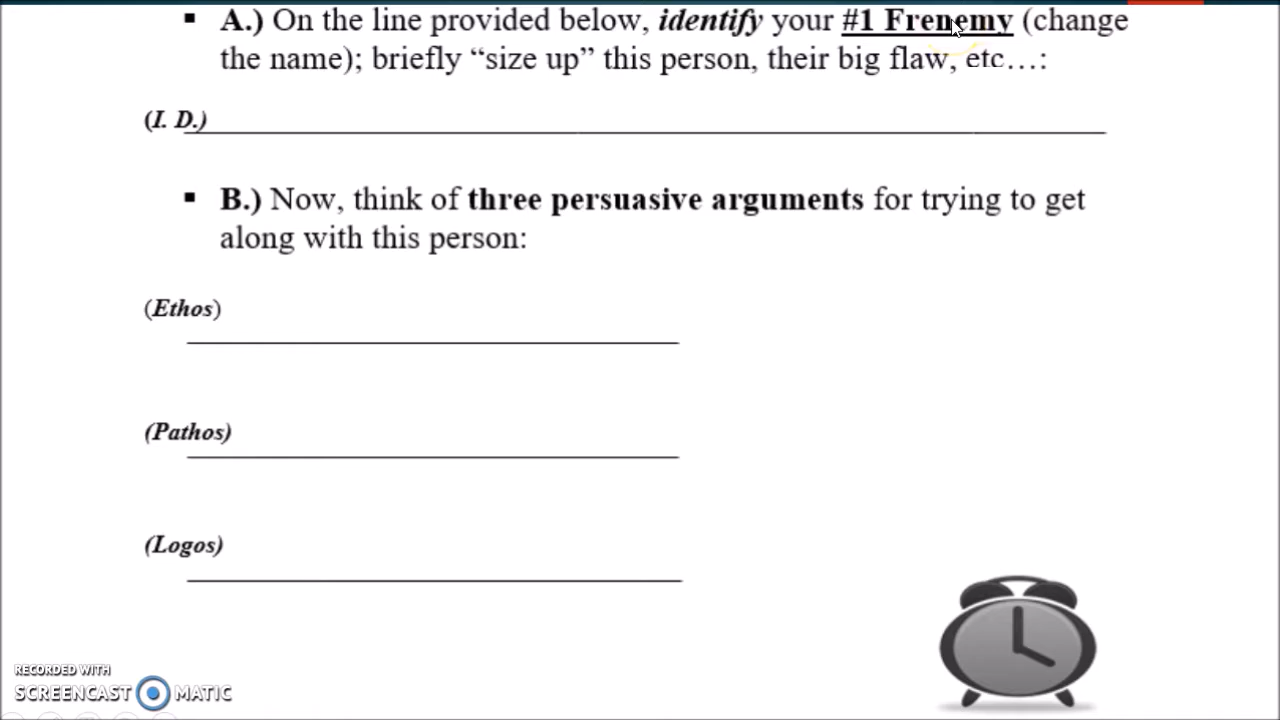 ▪ A.) On the line provided below, identify your #1 Frenemy (change
the name); briefly “size up” this person, their big flaw, etc…:
(I. D.)
▪ B.) Now, think of three persuasive arguments for trying to get
along with this person:
(Ethos)
(Pathos)
(Logos)
RECORDED WITH
SCREENCAST MATIC